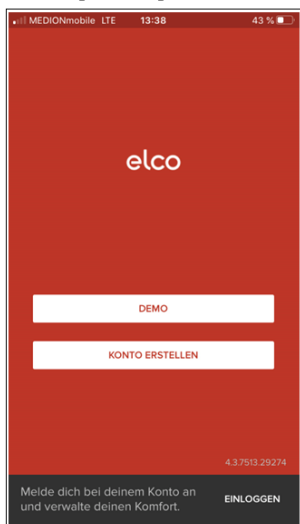 MEDIONmobile LTE 13:38 43 %
elco
DEMO
KONTO ERSTELLEN
4.3.7513.29274
Melde dich bei deinem Konto an
und verwalte deinen Komfort.
EINLOGGEN